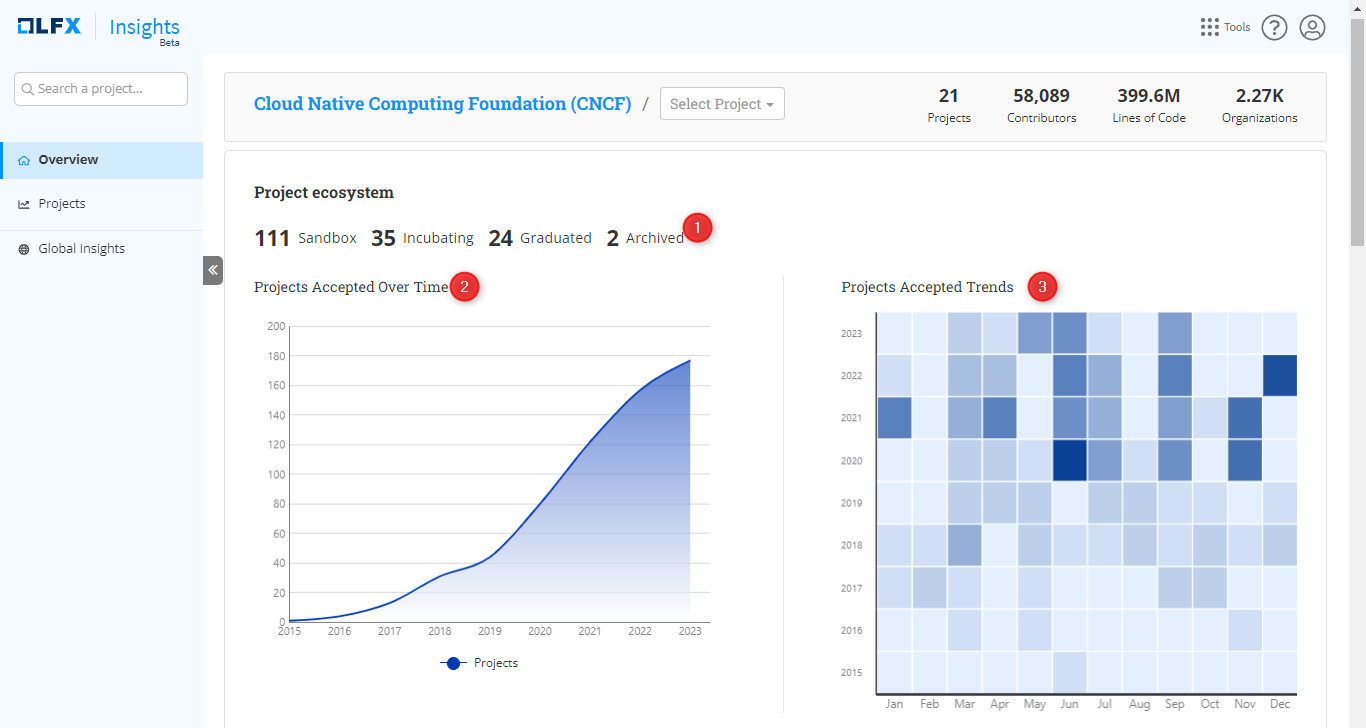 LFX Insights
Beta
Tools
?
Search a project...
Overview
Projects
Global Insights
Cloud Native Computing Foundation (CNCF) / Select Project
21
Projects
58,089
Contributors
399.6M
Lines of Code
2.27K
Organizations
Project ecosystem
111 Sandbox 35 Incubating 24 Graduated 2 Archived 1
Projects Accepted Over Time 2
200
180
160
140
120
100
80
60
40
20
0
2015 2016 2017 2018 2019 2020 2021 2022 2023
Projects
Projects Accepted Trends 3
2023
2022
2021
2020
2019
2018
2017
2016
2015
Jan Feb Mar Apr May Jun Jul Aug Sep Oct Nov Dec